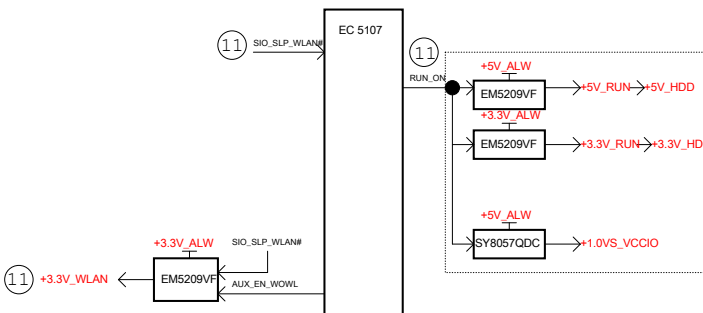 EC 5107
11
SIO_SLP_WLAN#
11
RUN_ON
+5V_ALW
EM5209VF
+5V_RUN
+5V_HDD
+3.3V_ALW
EM5209VF
+3.3V_RUN
+3.3V_HD
+5V_ALW
SY8057QDC
+1.0VS_VCCIO
+3.3V_ALW
SIO_SLP_WLAN#
11
+3.3V_WLAN
EM5209VF
AUX_EN_WOWL